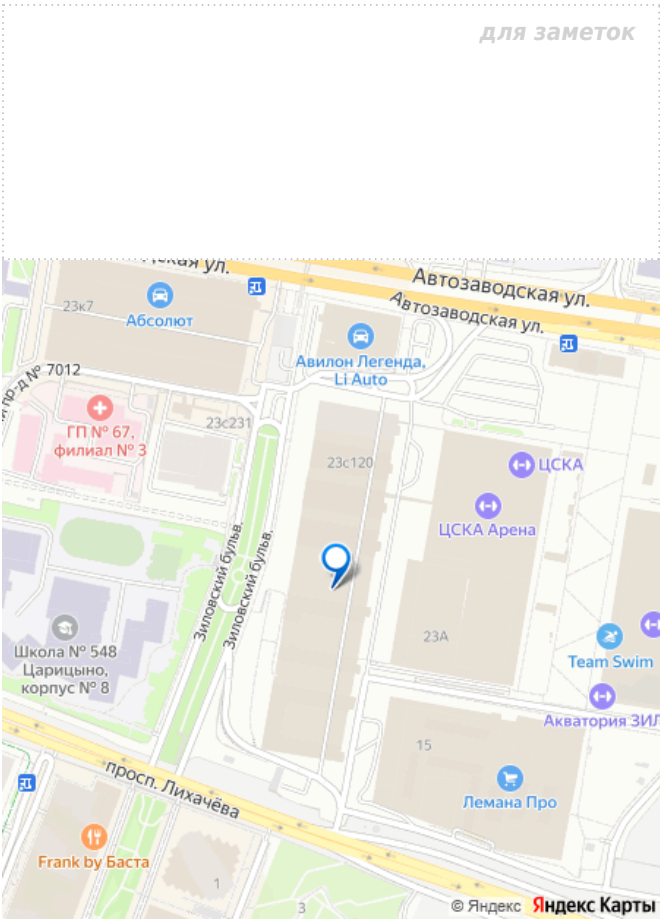 для заметок
ул.
Автозаводская ул.
Автозаводская ул.
23к7
Абсолют
Авилон Легенда,
Li Auto
пр-д № 7012
ГП № 67,
филиал № 3
23с231
23с120
ЦСКА
ЦСКА Арена
Зиловский бульв.
Зиловский бульв.
Школа № 548
Царицыно,
корпус № 8
23А
Team Swim
Акватория ЗИЛ
15
Лемана Про
просп. Лихачёва
Frank by Баста
1
3
© Яндекс Яндекс Карты